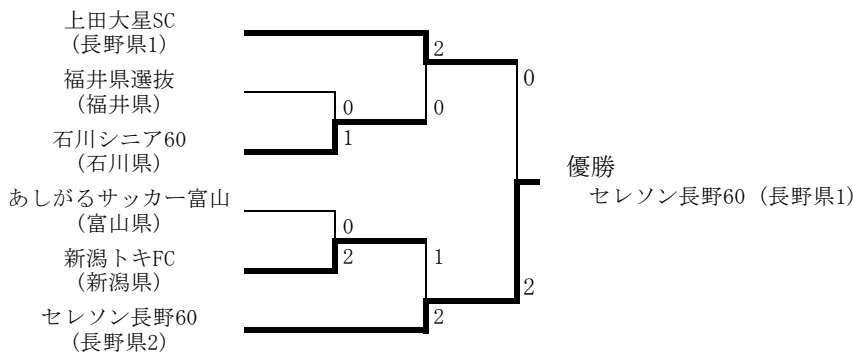 上田大星SC
(長野県1)
2
0
福井県選抜
(福井県)
0
0
石川シニア60
(石川県)
1
優勝
セレソン長野60 (長野県1)
あしがるサッカー富山
(富山県)
0
新潟トキFC
(新潟県)
2
1
2
セレソン長野60
(長野県2)
2